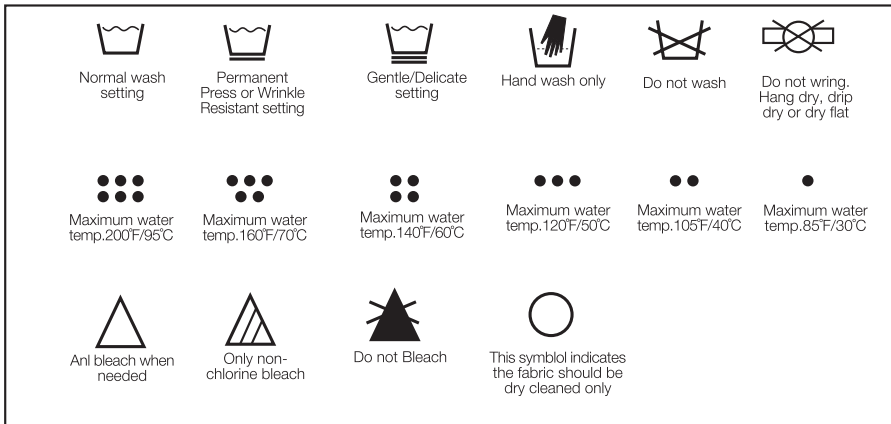 Normal wash
setting
Permanent
Press or Wrinkle
Resistant setting
Gentle/Delicate
setting
Hand wash only
Do not wash
Do not wring.
Hang dry, drip
dry or dry flat
Maximum water
temp.200°F/95°C
Maximum water
temp.160°F/70°C
Maximum water
temp.140°F/60°C
Maximum water
temp.120°F/50°C
Maximum water
temp.105°F/40°C
Maximum water
temp.85°F/30°C
Anl bleach when
needed
Only non-
chlorine bleach
Do not Bleach
This symblol indicates
the fabric should be
dry cleaned only